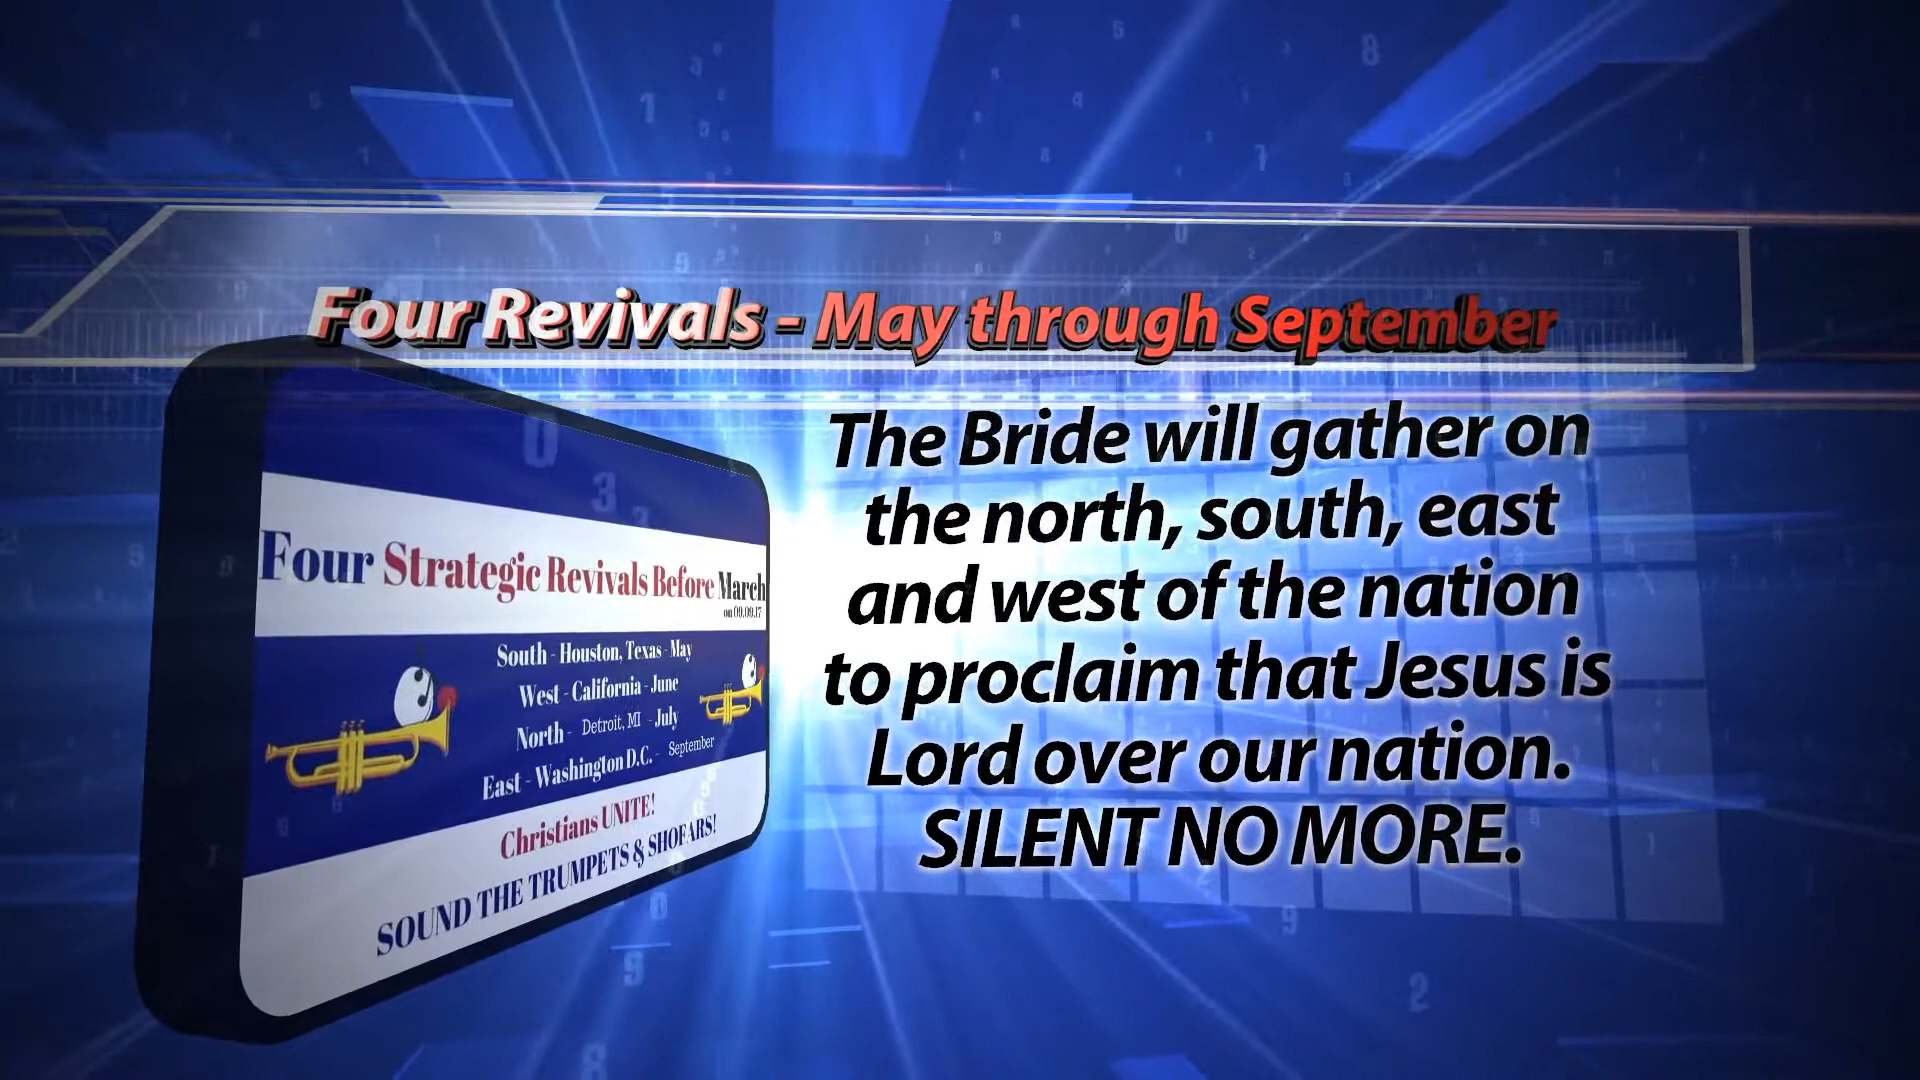 Four Revivals - May through September
The Bride will gather on
the north, south, east
and west of the nation
to proclaim that Jesus is
Lord over our nation.
SILENT NO MORE.
Four Strategic Revivals Before March
on 09.09.17
South - Houston, Texas - May
West - California - June
North - Detroit, MI - July
East - Washington D.C. - September
Christians UNITE!
SOUND THE TRUMPETS & SHOFARS!